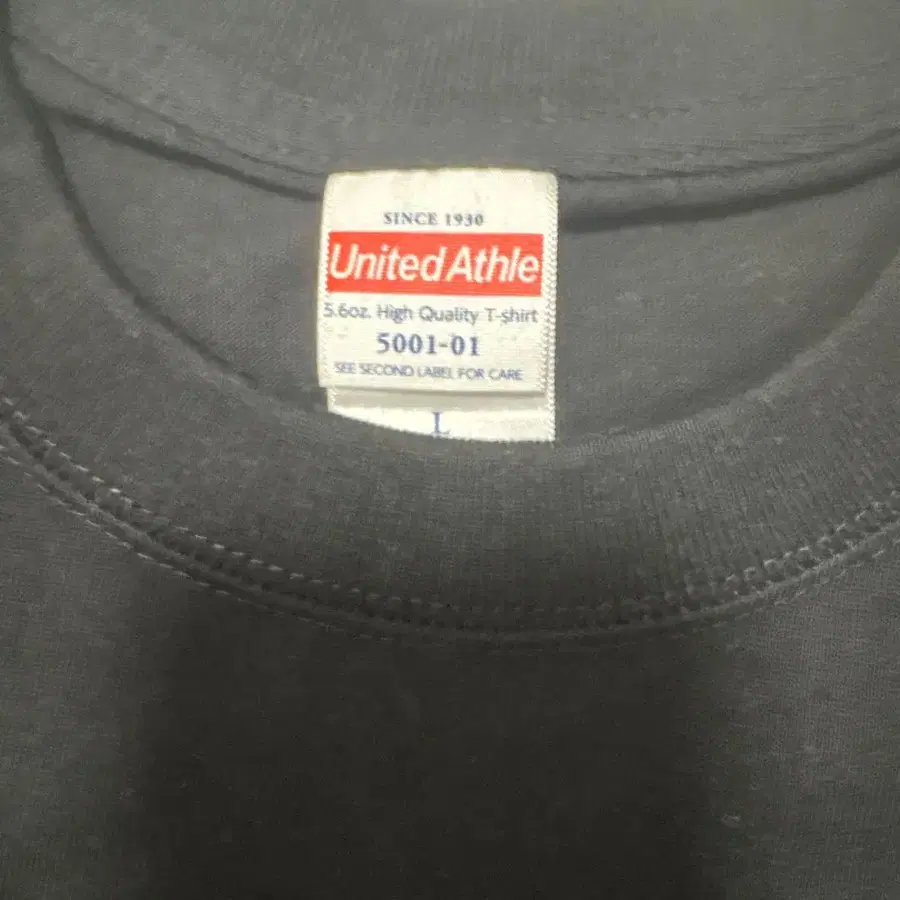 SINCE 1930
United Athle
5.6oz. High Quality T-shirt
5001-01
SEE SECOND LABEL FOR CARE
L